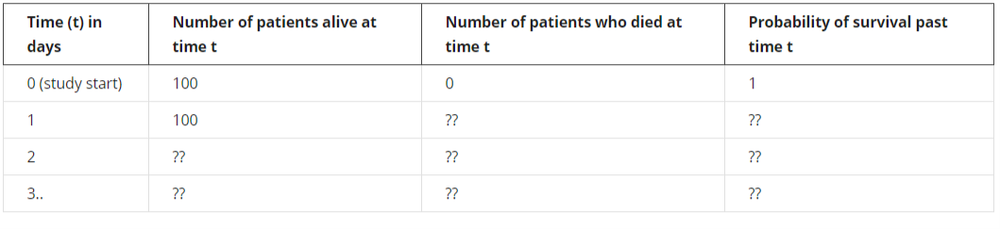 Time (t) in days | Number of patients alive at time t | Number of patients who died at time t | Probability of survival past time t
0 (study start) | 100 | 0 | 1
1 | 100 | ?? | ??
2 | ?? | ?? | ??
3.. | ?? | ?? | ??